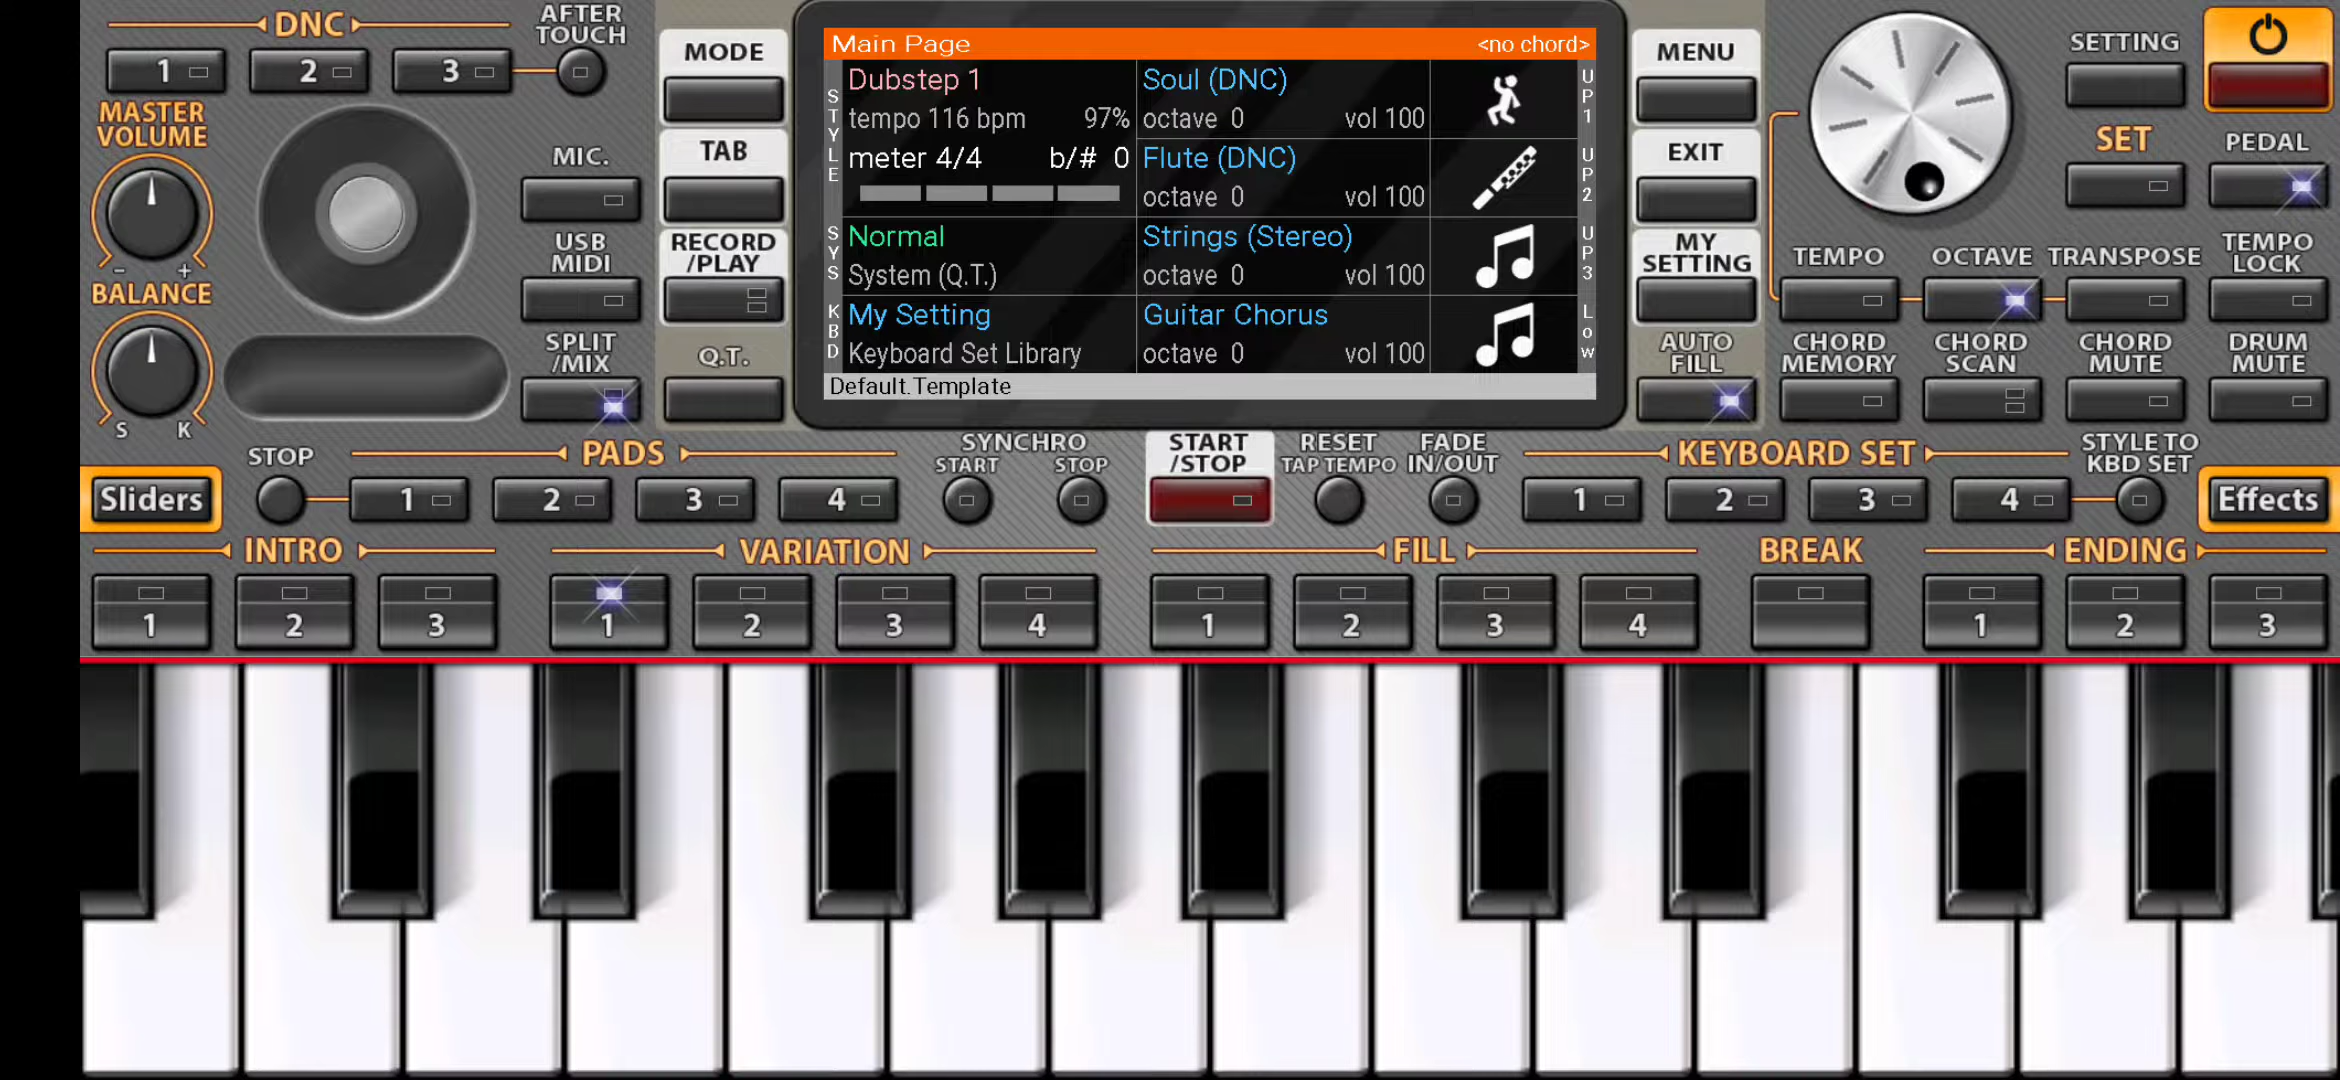 DNC
AFTER
TOUCH
1
2
3
MASTER
VOLUME
- +
BALANCE
S K
MIC.
USB
MIDI
SPLIT
/MIX
MODE
TAB
RECORD
/PLAY
Q.T.
Main Page <no chord>
STYLE
Dubstep 1
tempo 116 bpm 97%
meter 4/4 b/# 0
SYS
Normal
System (Q.T.)
KBD
My Setting
Keyboard Set Library
Soul (DNC)
octave 0 vol 100
UP1
Flute (DNC)
octave 0 vol 100
UP2
Strings (Stereo)
octave 0 vol 100
UP3
Guitar Chorus
octave 0 vol 100
Low
Default.Template
MENU
EXIT
MY
SETTING
AUTO
FILL
SETTING
SET
PEDAL
TEMPO
OCTAVE
TRANSPOSE
TEMPO
LOCK
CHORD
MEMORY
CHORD
SCAN
CHORD
MUTE
DRUM
MUTE
Sliders
STOP
PADS
1
2
3
4
SYNCHRO
START STOP
START
/STOP
RESET
TAP TEMPO
FADE
IN/OUT
KEYBOARD SET
1
2
3
4
STYLE TO
KBD SET
Effects
INTRO
1
2
3
VARIATION
1
2
3
4
FILL
1
2
3
4
BREAK
ENDING
1
2
3